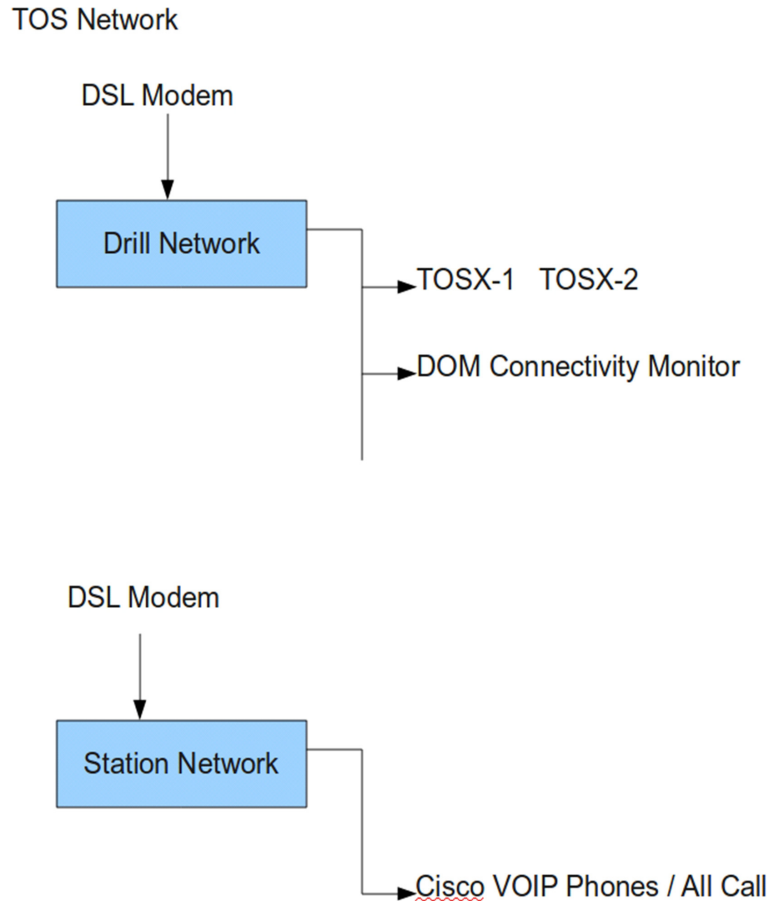 TOS Network
DSL Modem
Drill Network
TOSX-1 TOSX-2
DOM Connectivity Monitor
DSL Modem
Station Network
Cisco VOIP Phones / All Call